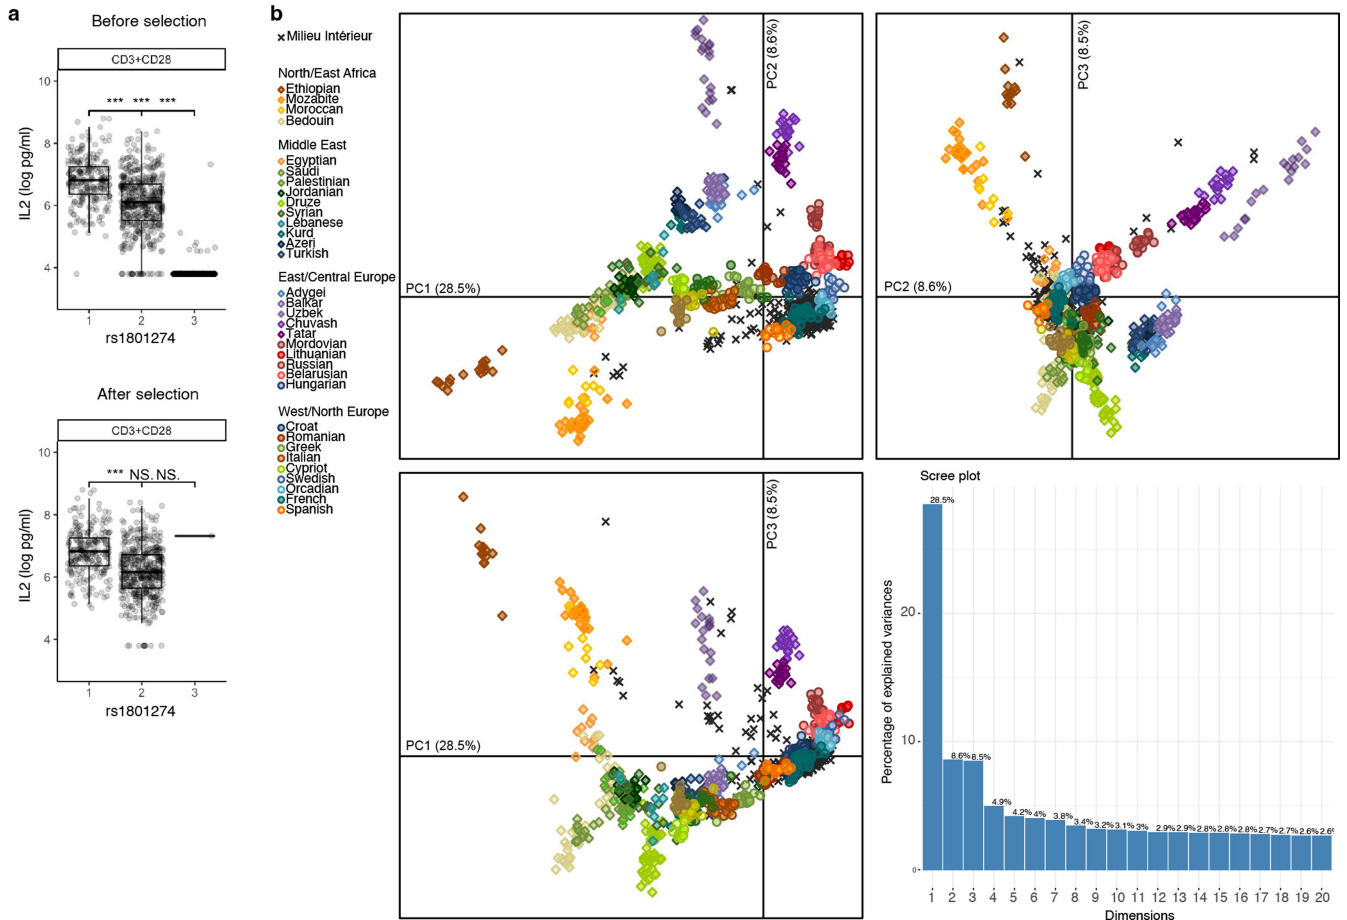 a
Before selection
CD3+CD28
*** *** ***
10
8
6
4
IL2 (log pg/ml)
1 2 3
rs1801274
After selection
CD3+CD28
*** NS. NS.
10
8
6
4
IL2 (log pg/ml)
1 2 3
rs1801274
b
Milieu Intérieur
North/East Africa
Ethiopian
Mozabite
Moroccan
Bedouin
Middle East
Egyptian
Saudi
Palestinian
Jordanian
Druze
Syrian
Lebanese
Kurd
Azeri
Turkish
East/Central Europe
Adygei
Balkar
Uzbek
Chuvash
Tatar
Mordovian
Lithuanian
Russian
Belarusian
Hungarian
West/North Europe
Croat
Romanian
Greek
Italian
Cypriot
Swedish
Orcadian
French
Spanish
PC2 (8.6%)
PC1 (28.5%)
PC3 (8.5%)
PC2 (8.6%)
PC3 (8.5%)
PC1 (28.5%)
Scree plot
28.5%
8.6% 8.5%
4.9%
4.2% 4% 3.8% 3.4% 3.2% 3.1% 3% 2.9% 2.9% 2.8% 2.8% 2.8% 2.7% 2.7% 2.6% 2.6%
20
10
0
Percentage of explained variances
1 2 3 4 5 6 7 8 9 10 11 12 13 14 15 16 17 18 19 20
Dimensions